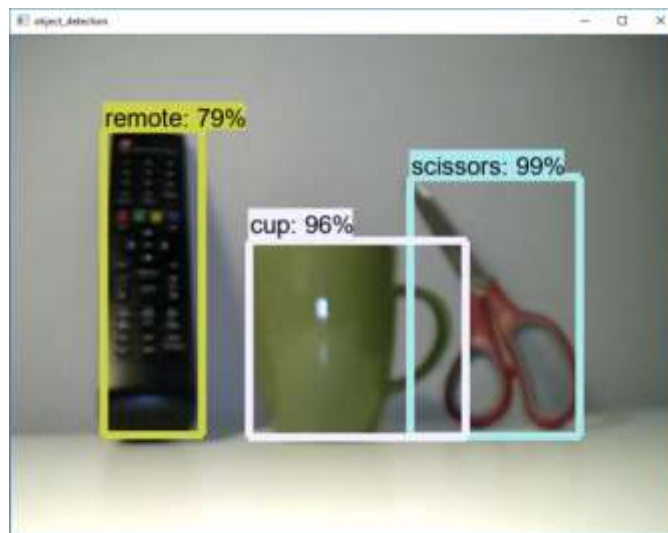 object_detection
remote: 79%
scissors: 99%
cup: 96%